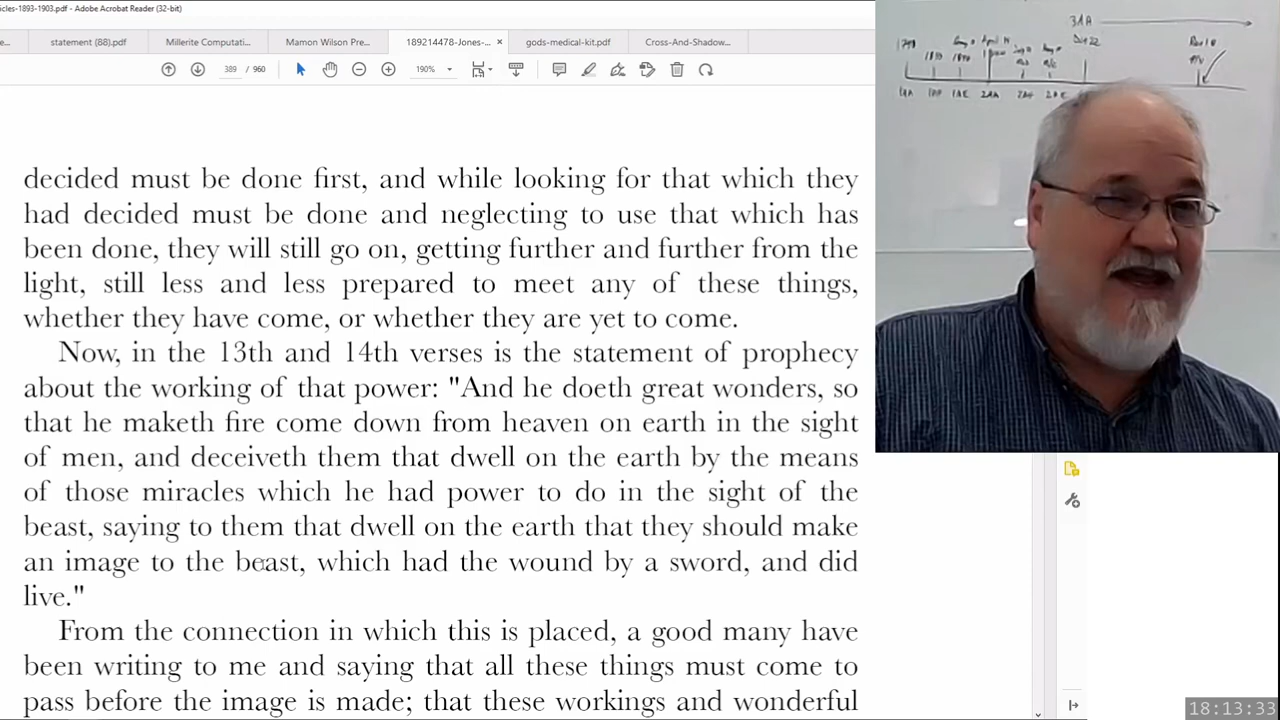 icles-1893-1903.pdf - Adobe Acrobat Reader (32-bit)
e... statement (88).pdf Millerite Computati... Mamon Wilson Pre... 189214478-Jones-... × gods-medical-kit.pdf Cross-And-Shadow...
389 / 960 190%
decided must be done first, and while looking for that which they
had decided must be done and neglecting to use that which has
been done, they will still go on, getting further and further from the
light, still less and less prepared to meet any of these things,
whether they have come, or whether they are yet to come.
Now, in the 13th and 14th verses is the statement of prophecy
about the working of that power: "And he doeth great wonders, so
that he maketh fire come down from heaven on earth in the sight
of men, and deceiveth them that dwell on the earth by the means
of those miracles which he had power to do in the sight of the
beast, saying to them that dwell on the earth that they should make
an image to the beast, which had the wound by a sword, and did
live."
From the connection in which this is placed, a good many have
been writing to me and saying that all these things must come to
pass before the image is made; that these workings and wonderful
1798
1AA
2AA
18:13:33